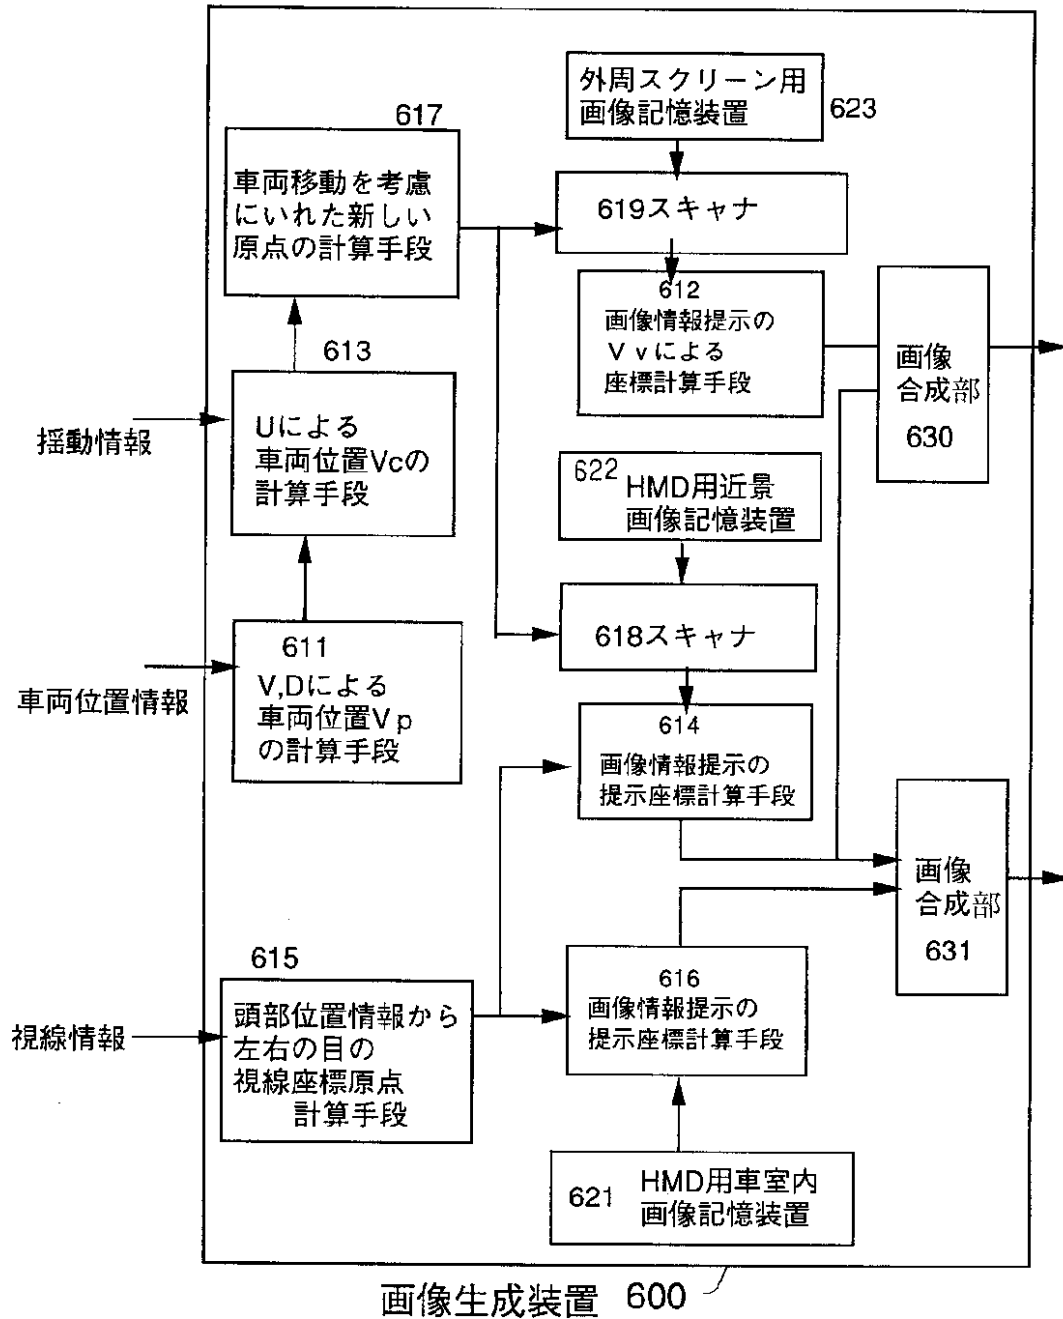 外周スクリーン用
画像記憶装置
623
617
車両移動を考慮
にいれた新しい
原点の計算手段
619スキャナ
612
画像情報提示の
Ｖｖによる
座標計算手段
613
画像
合成部
630
揺動情報
Uによる
車両位置Vcの
計算手段
622
HMD用近景
画像記憶装置
618スキャナ
611
V,Dによる
車両位置Ｖｐ
の計算手段
車両位置情報
614
画像情報提示の
提示座標計算手段
画像
合成部
631
615
頭部位置情報から
左右の目の
視線座標原点
計算手段
視線情報
616
画像情報提示の
提示座標計算手段
621
HMD用車室内
画像記憶装置
画像生成装置 600